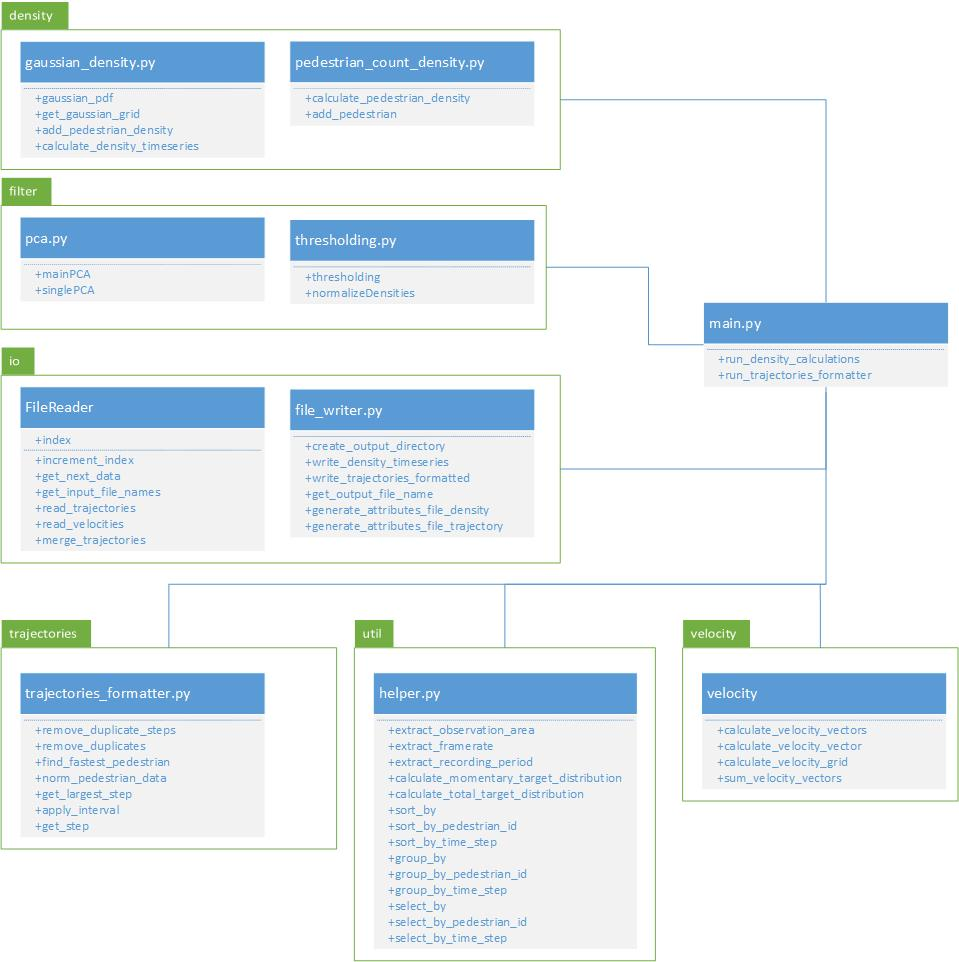 density
gaussian_density.py
+gaussian_pdf
+get_gaussian_grid
+add_pedestrian_density
+calculate_density_timeseries
pedestrian_count_density.py
+calculate_pedestrian_density
+add_pedestrian
filter
pca.py
+mainPCA
+singlePCA
thresholding.py
+thresholding
+normalizeDensities
main.py
+run_density_calculations
+run_trajectories_formatter
io
FileReader
+index
+increment_index
+get_next_data
+get_input_file_names
+read_trajectories
+read_velocities
+merge_trajectories
file_writer.py
+create_output_directory
+write_density_timeseries
+write_trajectories_formatted
+get_output_file_name
+generate_attributes_file_density
+generate_attributes_file_trajectory
trajectories
trajectories_formatter.py
+remove_duplicate_steps
+remove_duplicates
+find_fastest_pedestrian
+norm_pedestrian_data
+get_largest_step
+apply_interval
+get_step
util
helper.py
+extract_observation_area
+extract_framerate
+extract_recording_period
+calculate_momentary_target_distribution
+calculate_total_target_distribution
+sort_by
+sort_by_pedestrian_id
+sort_by_time_step
+group_by
+group_by_pedestrian_id
+group_by_time_step
+select_by
+select_by_pedestrian_id
+select_by_time_step
velocity
velocity
+calculate_velocity_vectors
+calculate_velocity_vector
+calculate_velocity_grid
+sum_velocity_vectors